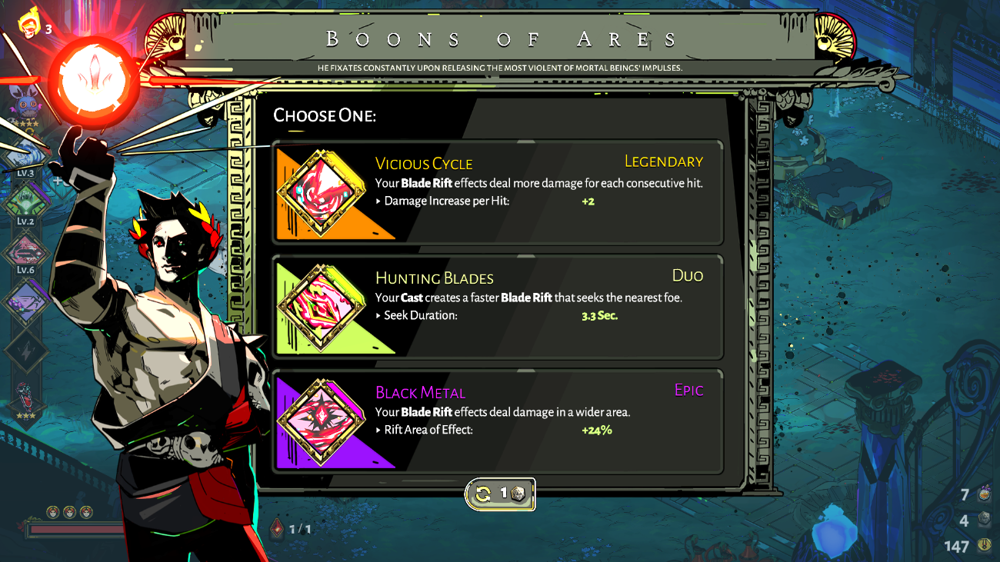 3
BOONS OF ARES
HE FIXATES CONSTANTLY UPON RELEASING THE MOST VIOLENT OF MORTAL BEINGS' IMPULSES.
CHOOSE ONE:
VICIOUS CYCLE
LEGENDARY
Your Blade Rift effects deal more damage for each consecutive hit.
Damage Increase per Hit: +2
HUNTING BLADES
DUO
Your Cast creates a faster Blade Rift that seeks the nearest foe.
Seek Duration: 3.3 Sec.
BLACK METAL
EPIC
Your Blade Rift effects deal damage in a wider area.
Rift Area of Effect: +24%
1
Lv.3
Lv.2
Lv.6
1/1
7
4
147